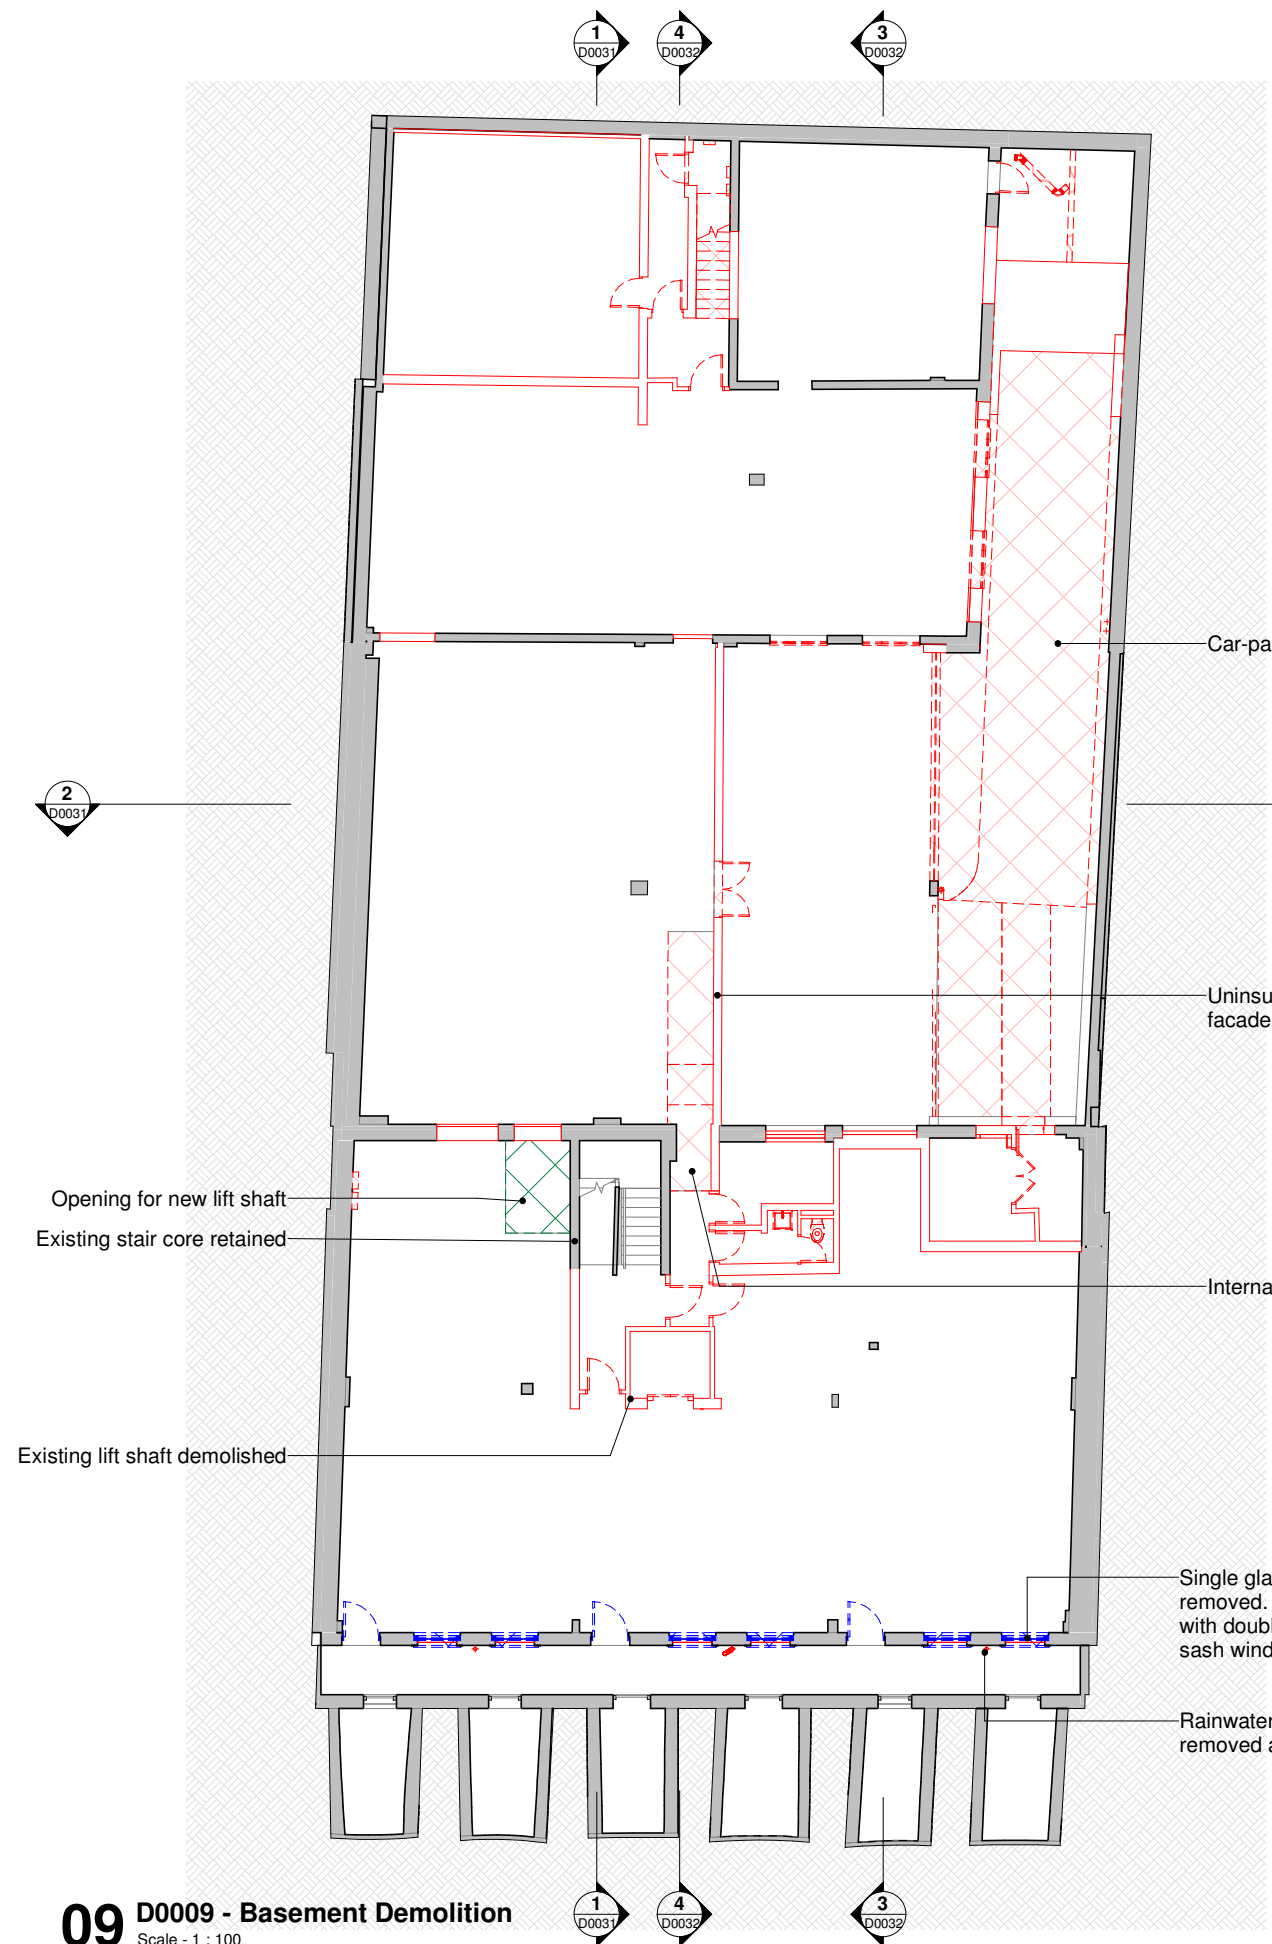 1
D0031
4
D0032
3
D0032
Car-pa
2
D0031
Uninsu
facade
Opening for new lift shaft
Existing stair core retained
Interna
Existing lift shaft demolished
Single gla
removed.
with doubl
sash wind
Rainwater
removed a
1
D0031
4
D0032
3
D0032
09 D0009 - Basement Demolition
Scale - 1 : 100